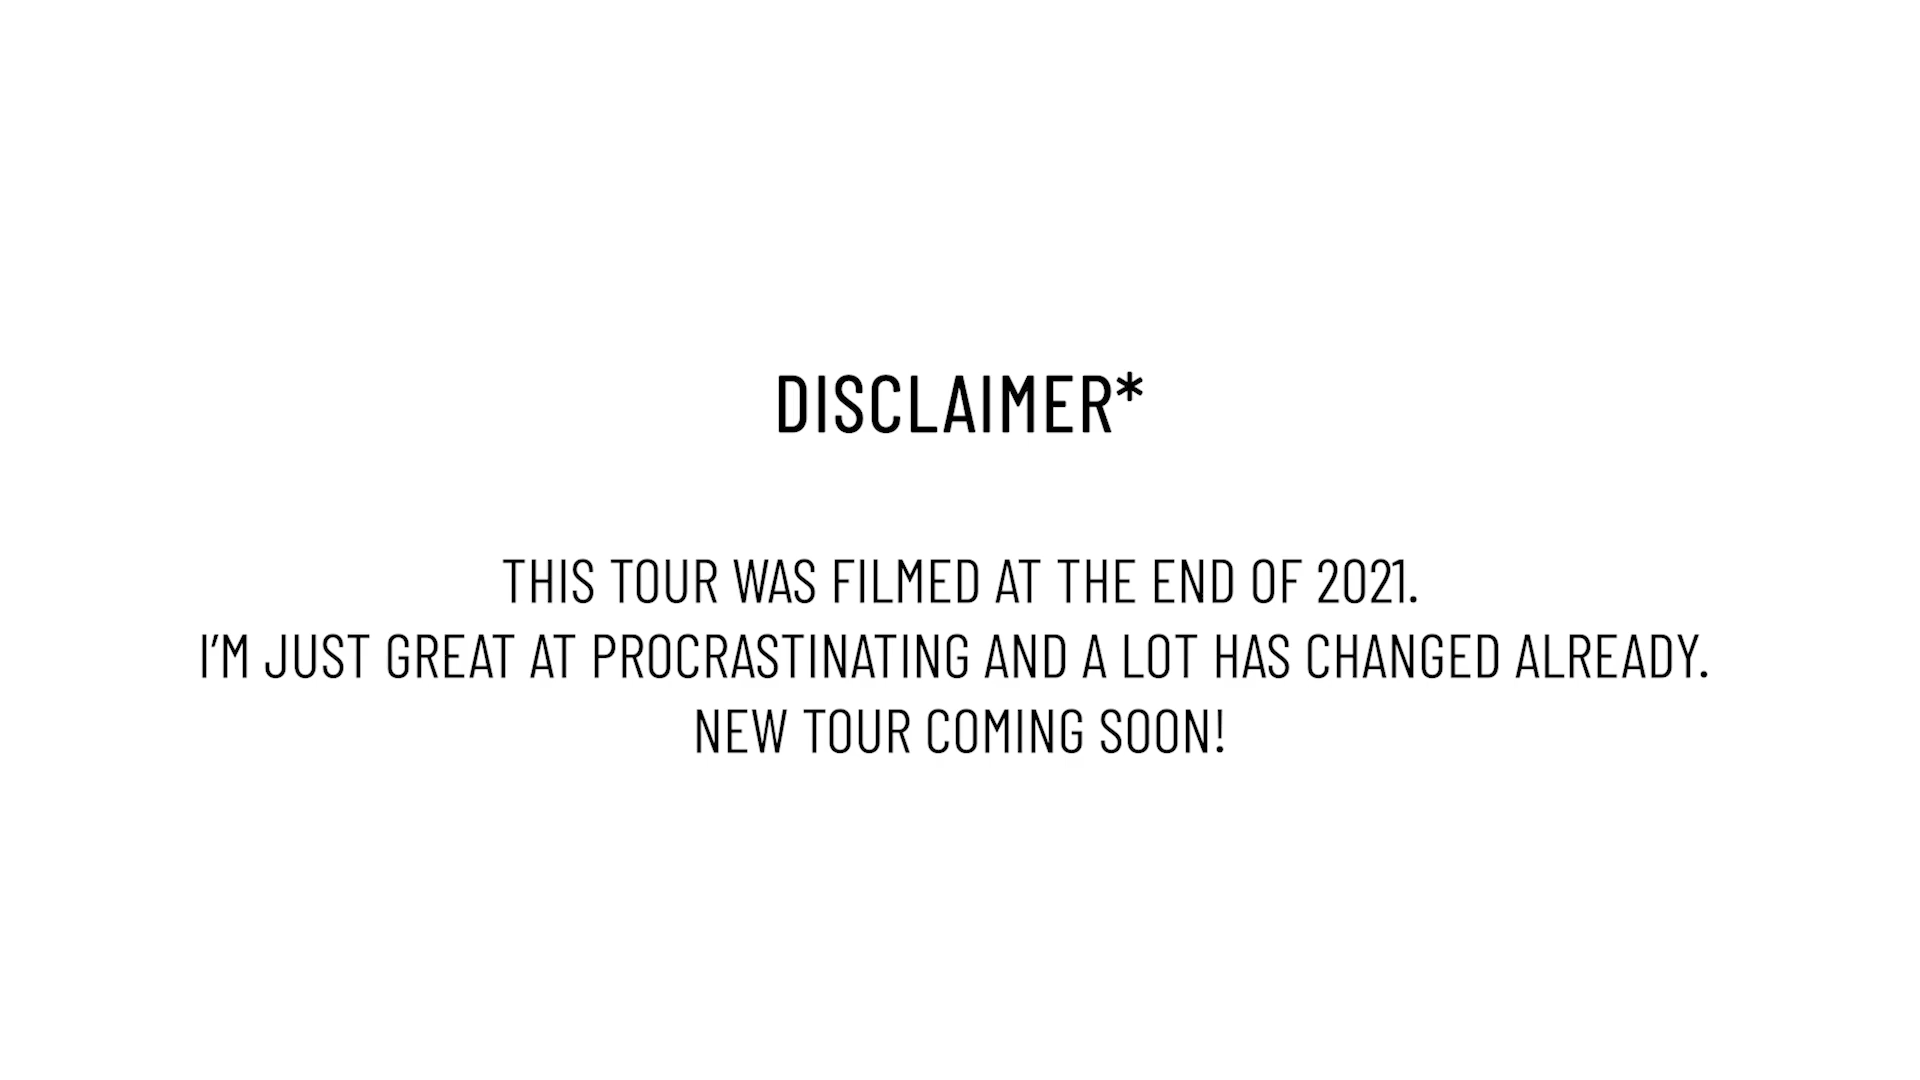 DISCLAIMER*
THIS TOUR WAS FILMED AT THE END OF 2021.
I'M JUST GREAT AT PROCRASTINATING AND A LOT HAS CHANGED ALREADY.
NEW TOUR COMING SOON!